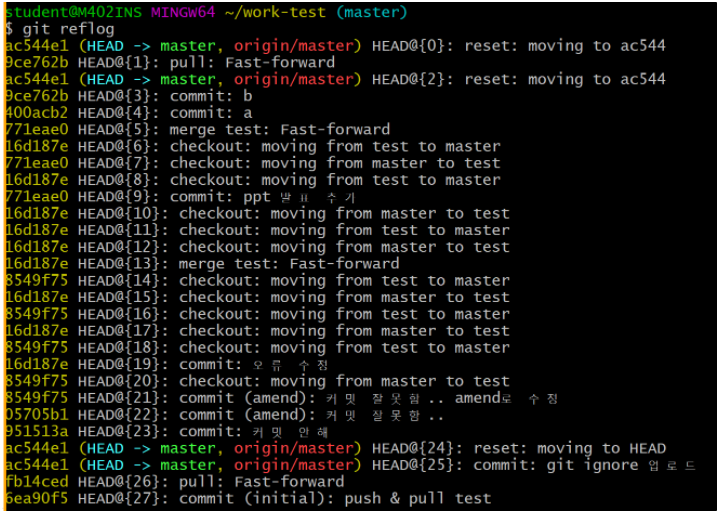 student@M402INS MINGW64 ~/work-test (master)
$ git reflog
ac544e1 (HEAD -> master, origin/master) HEAD@{0}: reset: moving to ac544
9ce762b HEAD@{1}: pull: Fast-forward
ac544e1 (HEAD -> master, origin/master) HEAD@{2}: reset: moving to ac544
9ce762b HEAD@{3}: commit: b
400acb2 HEAD@{4}: commit: a
771eae0 HEAD@{5}: merge test: Fast-forward
16d187e HEAD@{6}: checkout: moving from test to master
771eae0 HEAD@{7}: checkout: moving from master to test
16d187e HEAD@{8}: checkout: moving from test to master
771eae0 HEAD@{9}: commit: ppt 발표 추가
16d187e HEAD@{10}: checkout: moving from master to test
16d187e HEAD@{11}: checkout: moving from test to master
16d187e HEAD@{12}: checkout: moving from master to test
16d187e HEAD@{13}: merge test: Fast-forward
8549f75 HEAD@{14}: checkout: moving from test to master
16d187e HEAD@{15}: checkout: moving from master to test
8549f75 HEAD@{16}: checkout: moving from test to master
16d187e HEAD@{17}: checkout: moving from master to test
8549f75 HEAD@{18}: checkout: moving from test to master
16d187e HEAD@{19}: commit: 오류 수정
8549f75 HEAD@{20}: checkout: moving from master to test
8549f75 HEAD@{21}: commit (amend): 커밋 잘못함.. amend로 수정
05705b1 HEAD@{22}: commit (amend): 커밋 잘못함..
951513a HEAD@{23}: commit: 커밋 안해
ac544e1 (HEAD -> master, origin/master) HEAD@{24}: reset: moving to HEAD
ac544e1 (HEAD -> master, origin/master) HEAD@{25}: commit: git ignore 업로드
fb14ced HEAD@{26}: pull: Fast-forward
6ea90f5 HEAD@{27}: commit (initial): push & pull test